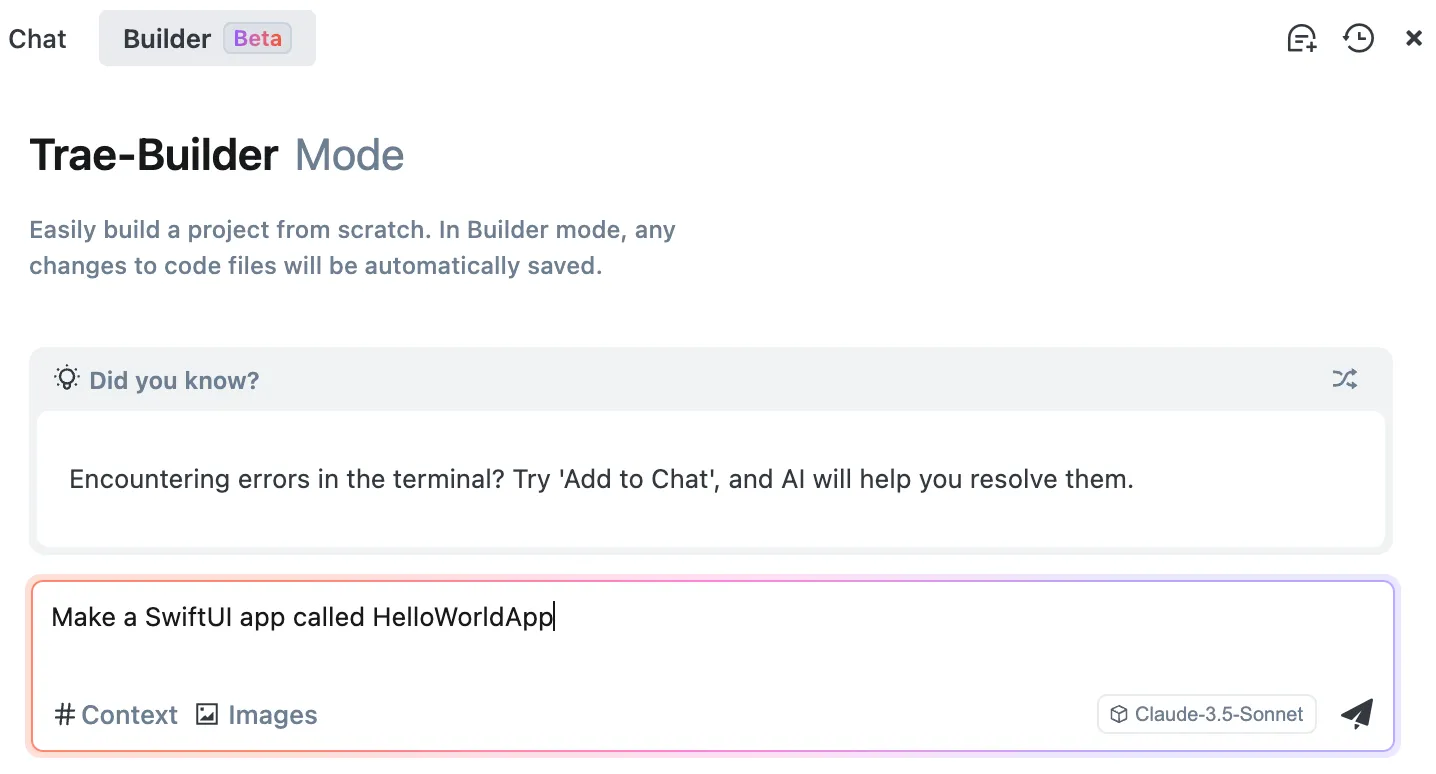 Chat
Builder Beta
Trae-Builder Mode
Easily build a project from scratch. In Builder mode, any
changes to code files will be automatically saved.
Did you know?
Encountering errors in the terminal? Try 'Add to Chat', and AI will help you resolve them.
Make a SwiftUI app called HelloWorldApp
# Context Images
Claude-3.5-Sonnet